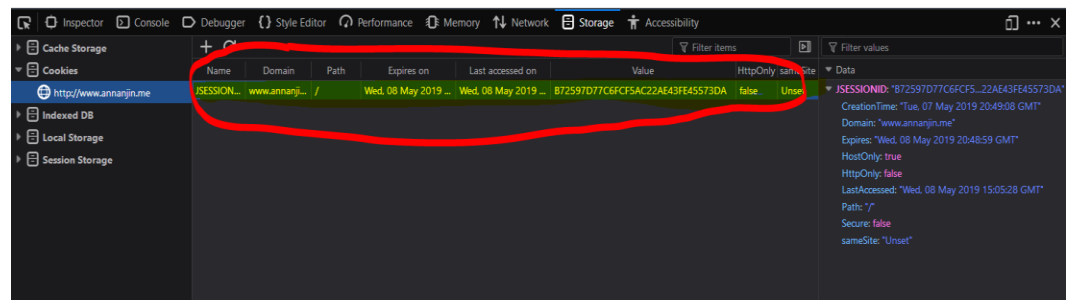 Inspector Console Debugger {} Style Editor Performance Memory Network Storage Accessibility
Cache Storage
Cookies
http://www.annanjin.me
Indexed DB
Local Storage
Session Storage
Filter items
Name Domain Path Expires on Last accessed on Value HttpOnly sameSite
JSESSION... www.annanji... / Wed, 08 May 2019 ... Wed, 08 May 2019 ... B72597D77C6FCF5AC22AE43FE45573DA false Unset
Filter values
Data
JSESSIONID: "B72597D77C6FCF5...22AE43FE45573DA"
CreationTime: "Tue, 07 May 2019 20:49:08 GMT"
Domain: "www.annanjin.me"
Expires: "Wed, 08 May 2019 20:48:59 GMT"
HostOnly: true
HttpOnly: false
LastAccessed: "Wed, 08 May 2019 15:05:28 GMT"
Path: "/"
Secure: false
sameSite: "Unset"